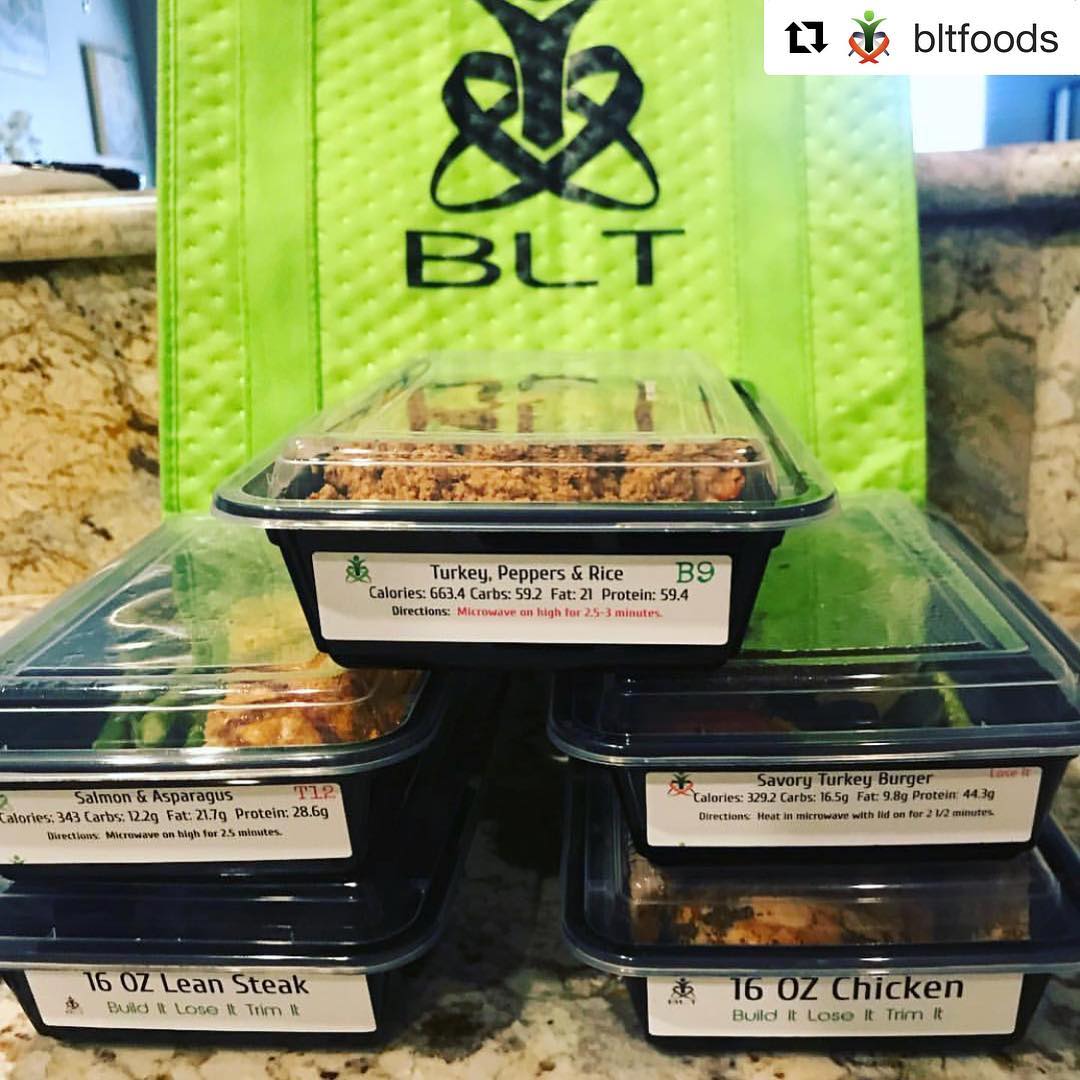 bltfoods
BLT
Turkey, Peppers & Rice B9
Calories: 663.4 Carbs: 59.2 Fat: 21 Protein: 59.4
Directions: Microwave on high for 2.5-3 minutes.
Salmon & Asparagus T12
Calories: 343 Carbs: 12.2g Fat: 21.7g Protein: 28.6g
Directions: Microwave on high for 2.5 minutes.
Savory Turkey Burger Lose It
Calories: 329.2 Carbs: 16.5g Fat: 9.8g Protein: 44.3g
Directions: Heat in microwave with lid on for 2 1/2 minutes.
16 OZ Lean Steak
Build It Lose It Trim It
16 OZ Chicken
BLT
Build It Lose It Trim It